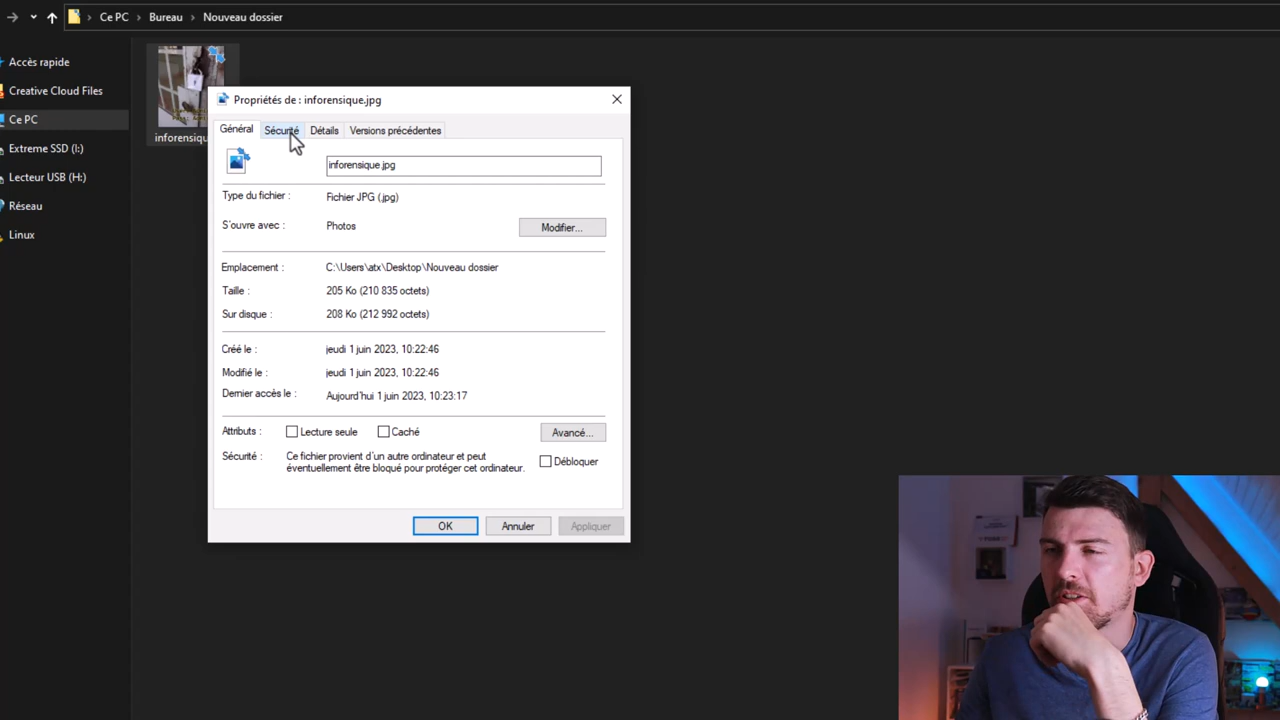 Ce PC > Bureau > Nouveau dossier
Accès rapide
Creative Cloud Files
Ce PC
Extreme SSD (I:)
Lecteur USB (H:)
Réseau
Linux
Propriétés de : inforensique.jpg
Général
Sécurité
Détails
Versions précédentes
inforensique.jpg
Type du fichier :
Fichier JPG (.jpg)
S'ouvre avec :
Photos
Modifier...
Emplacement :
C:\Users\atx\Desktop\Nouveau dossier
Taille :
205 Ko (210 835 octets)
Sur disque :
208 Ko (212 992 octets)
Créé le :
jeudi 1 juin 2023, 10:22:46
Modifié le :
jeudi 1 juin 2023, 10:22:46
Dernier accès le :
Aujourd'hui 1 juin 2023, 10:23:17
Attributs :
Lecture seule
Caché
Avancé...
Sécurité :
Ce fichier provient d'un autre ordinateur et peut
éventuellement être bloqué pour protéger cet ordinateur.
Débloquer
OK
Annuler
Appliquer